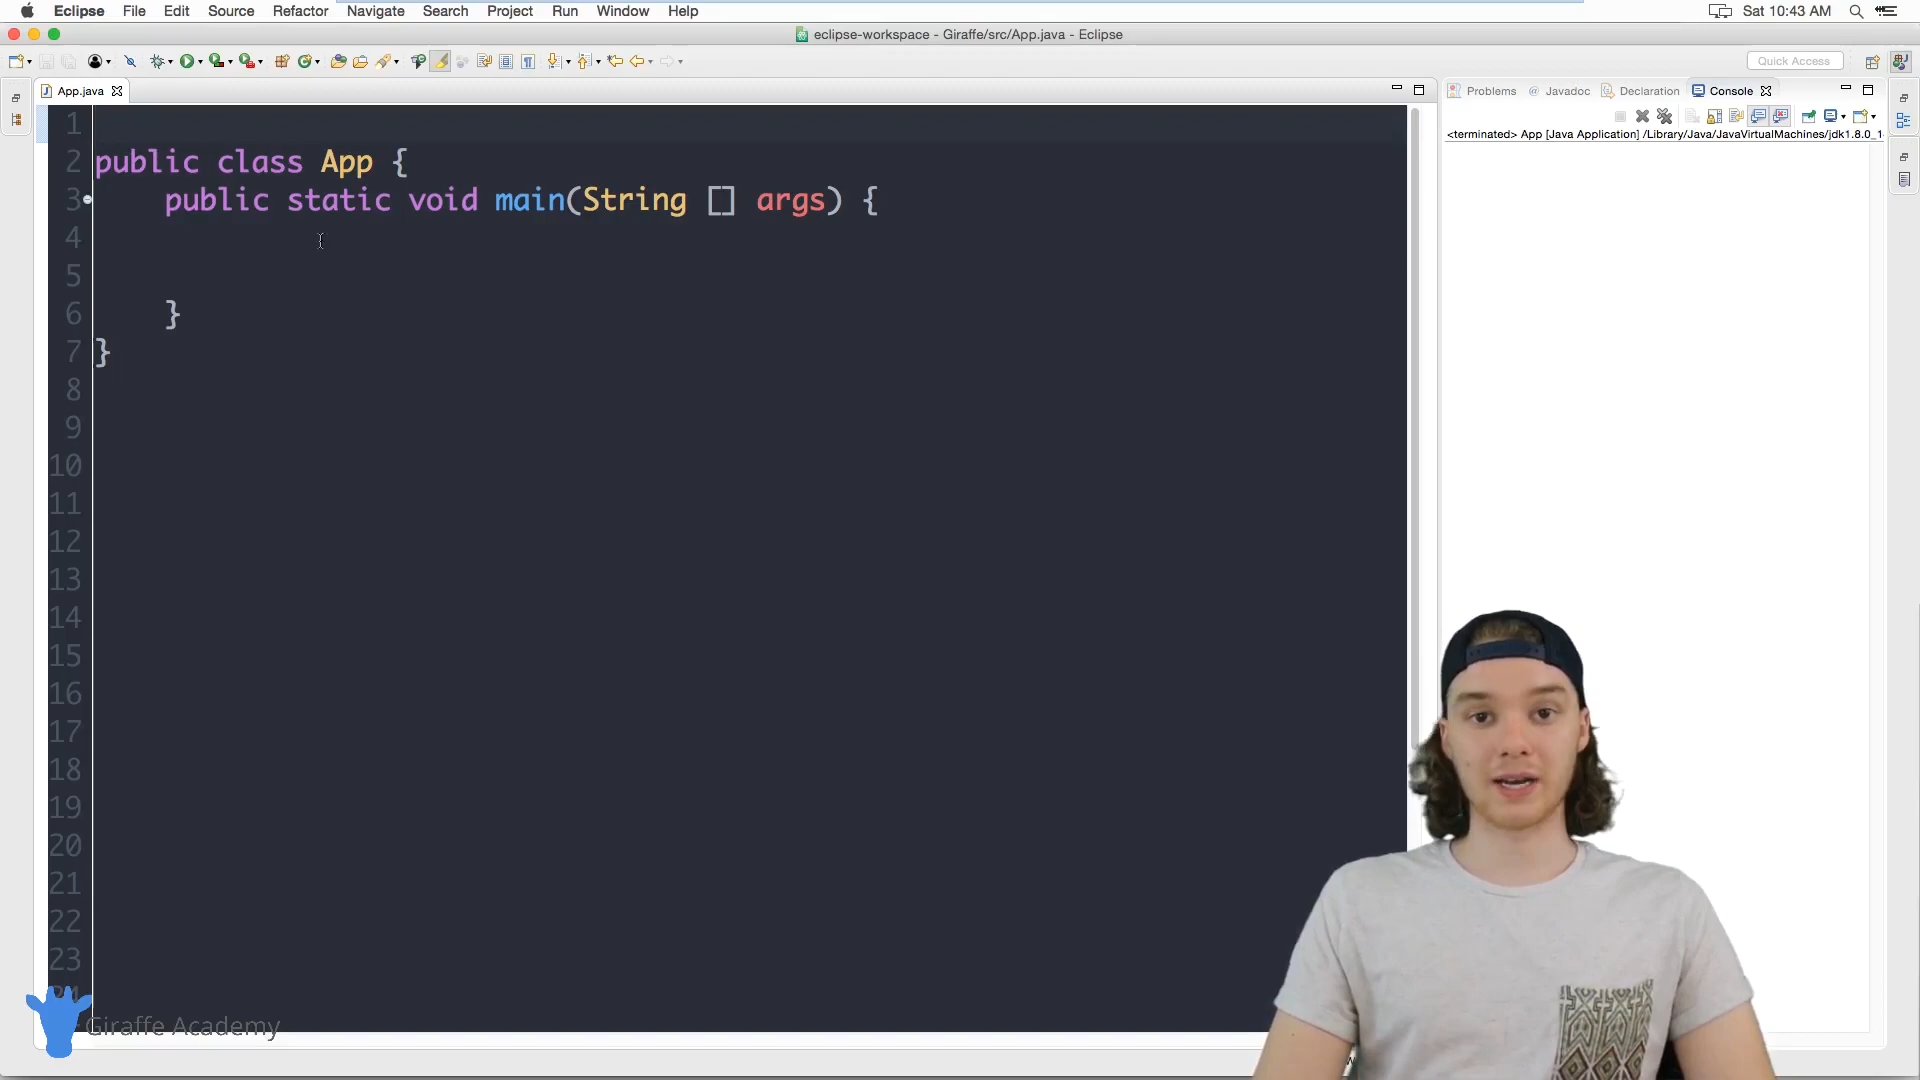 Eclipse File Edit Source Refactor Navigate Search Project Run Window Help Sat 10:43 AM
eclipse-workspace - Giraffe/src/App.java - Eclipse
Quick Access
App.java
Problems @ Javadoc Declaration Console
<terminated> App [Java Application] /Library/Java/JavaVirtualMachines/jdk1.8.0_1
1
2 public class App {
3 public static void main(String [] args) {
4
5
6 }
7 }
8
9
10
11
12
13
14
15
16
17
18
19
20
21
22
23
Giraffe Academy